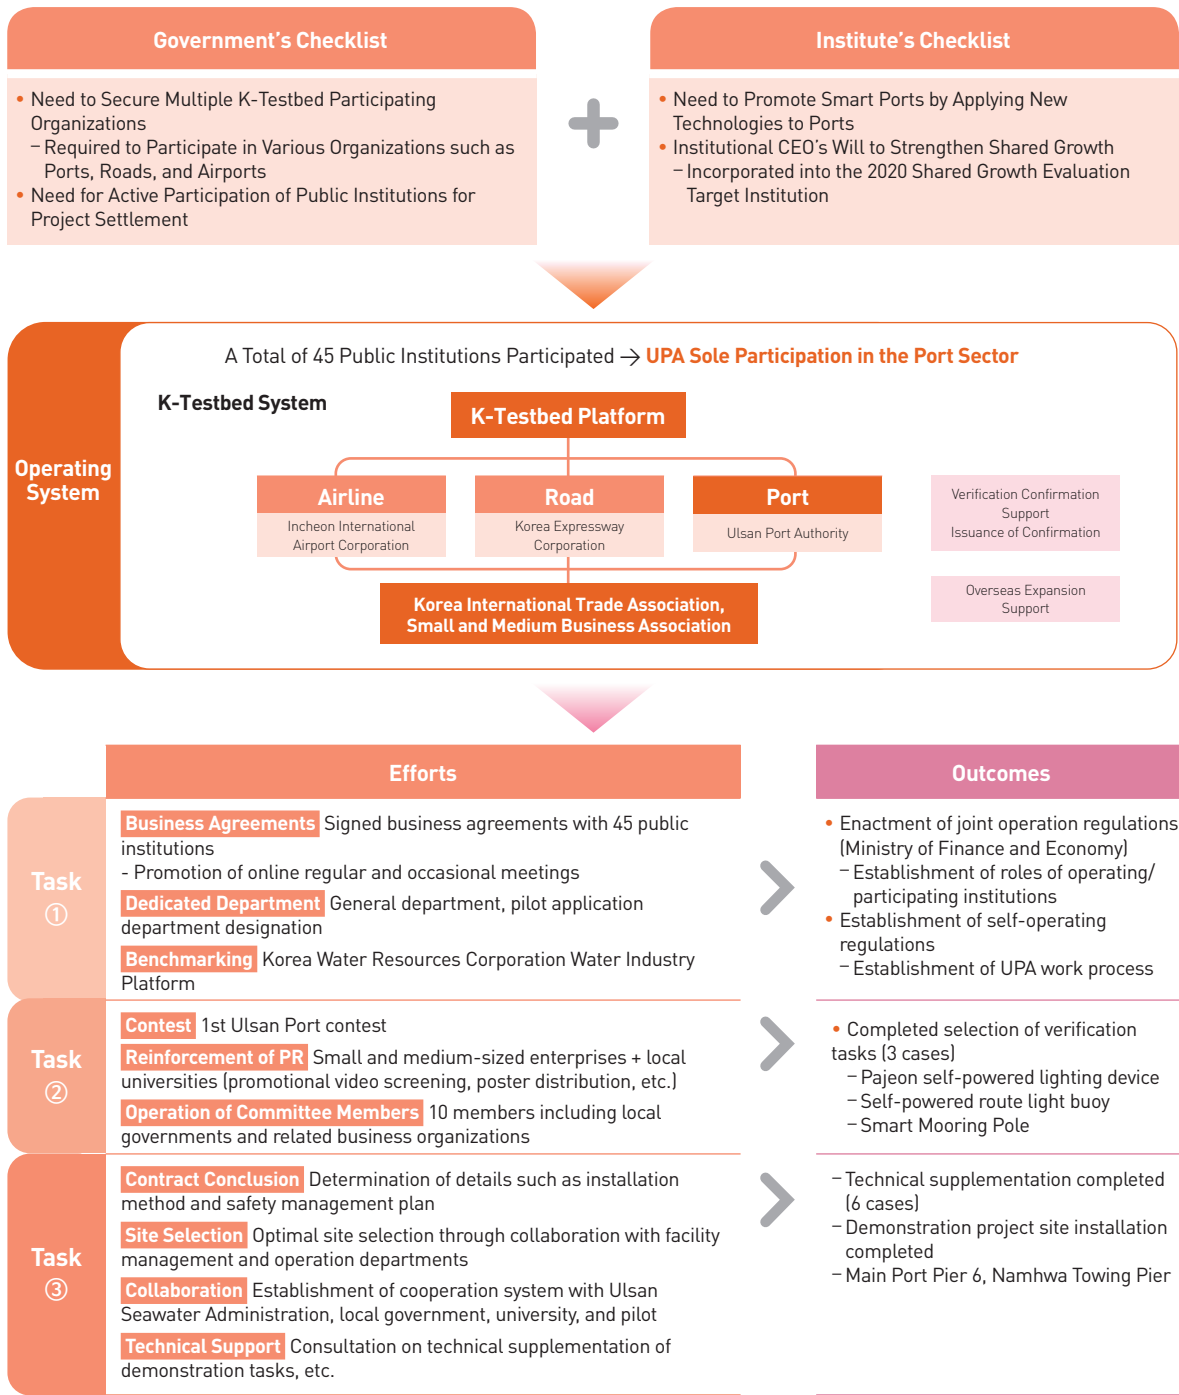 Government's Checklist
• Need to Secure Multiple K-Testbed Participating
Organizations
– Required to Participate in Various Organizations such as
Ports, Roads, and Airports
• Need for Active Participation of Public Institutions for
Project Settlement
Institute's Checklist
• Need to Promote Smart Ports by Applying New
Technologies to Ports
• Institutional CEO's Will to Strengthen Shared Growth
– Incorporated into the 2020 Shared Growth Evaluation
Target Institution
Operating
System
A Total of 45 Public Institutions Participated → UPA Sole Participation in the Port Sector
K-Testbed System
K-Testbed Platform
Airline
Incheon International
Airport Corporation
Road
Korea Expressway
Corporation
Port
Ulsan Port Authority
Korea International Trade Association,
Small and Medium Business Association
Verification Confirmation
Support
Issuance of Confirmation
Overseas Expansion
Support
Efforts
Outcomes
Task
①
Business Agreements Signed business agreements with 45 public
institutions
- Promotion of online regular and occasional meetings
Dedicated Department General department, pilot application
department designation
Benchmarking Korea Water Resources Corporation Water Industry
Platform
• Enactment of joint operation regulations
(Ministry of Finance and Economy)
– Establishment of roles of operating/
participating institutions
• Establishment of self-operating
regulations
– Establishment of UPA work process
Task
②
Contest 1st Ulsan Port contest
Reinforcement of PR Small and medium-sized enterprises + local
universities (promotional video screening, poster distribution, etc.)
Operation of Committee Members 10 members including local
governments and related business organizations
• Completed selection of verification
tasks (3 cases)
– Pajeon self-powered lighting device
– Self-powered route light buoy
– Smart Mooring Pole
Task
③
Contract Conclusion Determination of details such as installation
method and safety management plan
Site Selection Optimal site selection through collaboration with facility
management and operation departments
Collaboration Establishment of cooperation system with Ulsan
Seawater Administration, local government, university, and pilot
Technical Support Consultation on technical supplementation of
demonstration tasks, etc.
– Technical supplementation completed
(6 cases)
– Demonstration project site installation
completed
– Main Port Pier 6, Namhwa Towing Pier